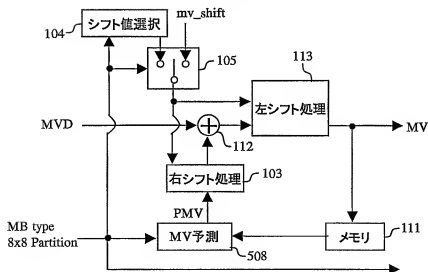 シフト値選択
104
mv_shift
105
113
左シフト処理
MVD
112
MV
右シフト処理
103
PMV
MB type
8x8 Partition
MV予測
508
メモリ
111